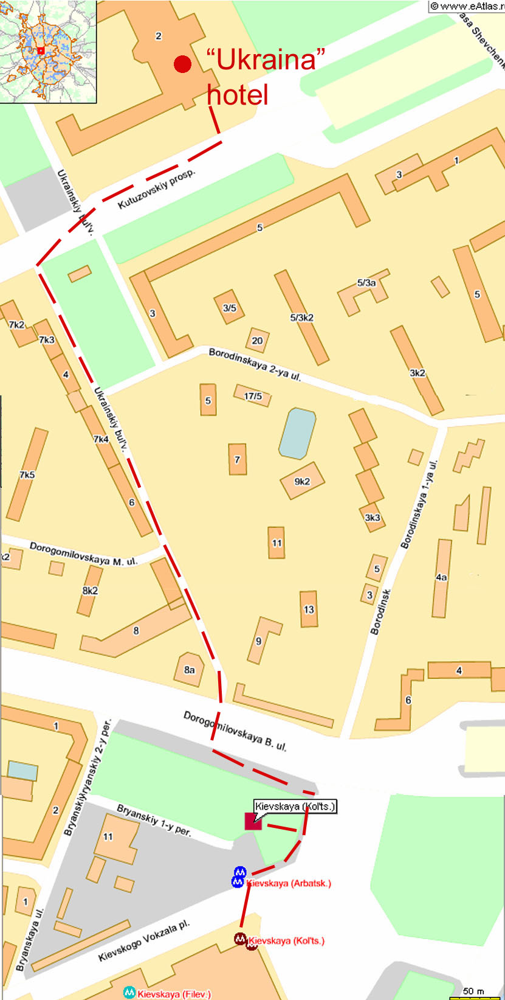 © www.eAtlas.r
asa Shevchenk
2
“Ukraina”
hotel
Ukrainskiy bul'v.
Kutuzovskiy prosp.
1
3
5
3
3/5
5/3k2
5/3a
5
20
7k2
7k3
4
Borodinskaya 2-ya ul.
3k2
5
17/5
Ukrainskiy bul'v.
7k4
7
7k5
9k2
6
3k3
Borodinskaya 1-ya ul.
11
Dorogomilovskaya M. ul.
k2
5
4a
8k2
3
13
Borodinsk
8
9
8a
4
6
Dorogomilovskaya B. ul.
1
2
Bryanskiy 2-y per.
Bryanskiy 1-y per.
Kievskaya (Kol'ts.)
11
Kievskaya (Arbatsk.)
1
Bryanskaya ul.
Kievskogo Vokzala pl.
Kievskaya (Kol'ts.)
Kievskaya (Filev.)
50 m